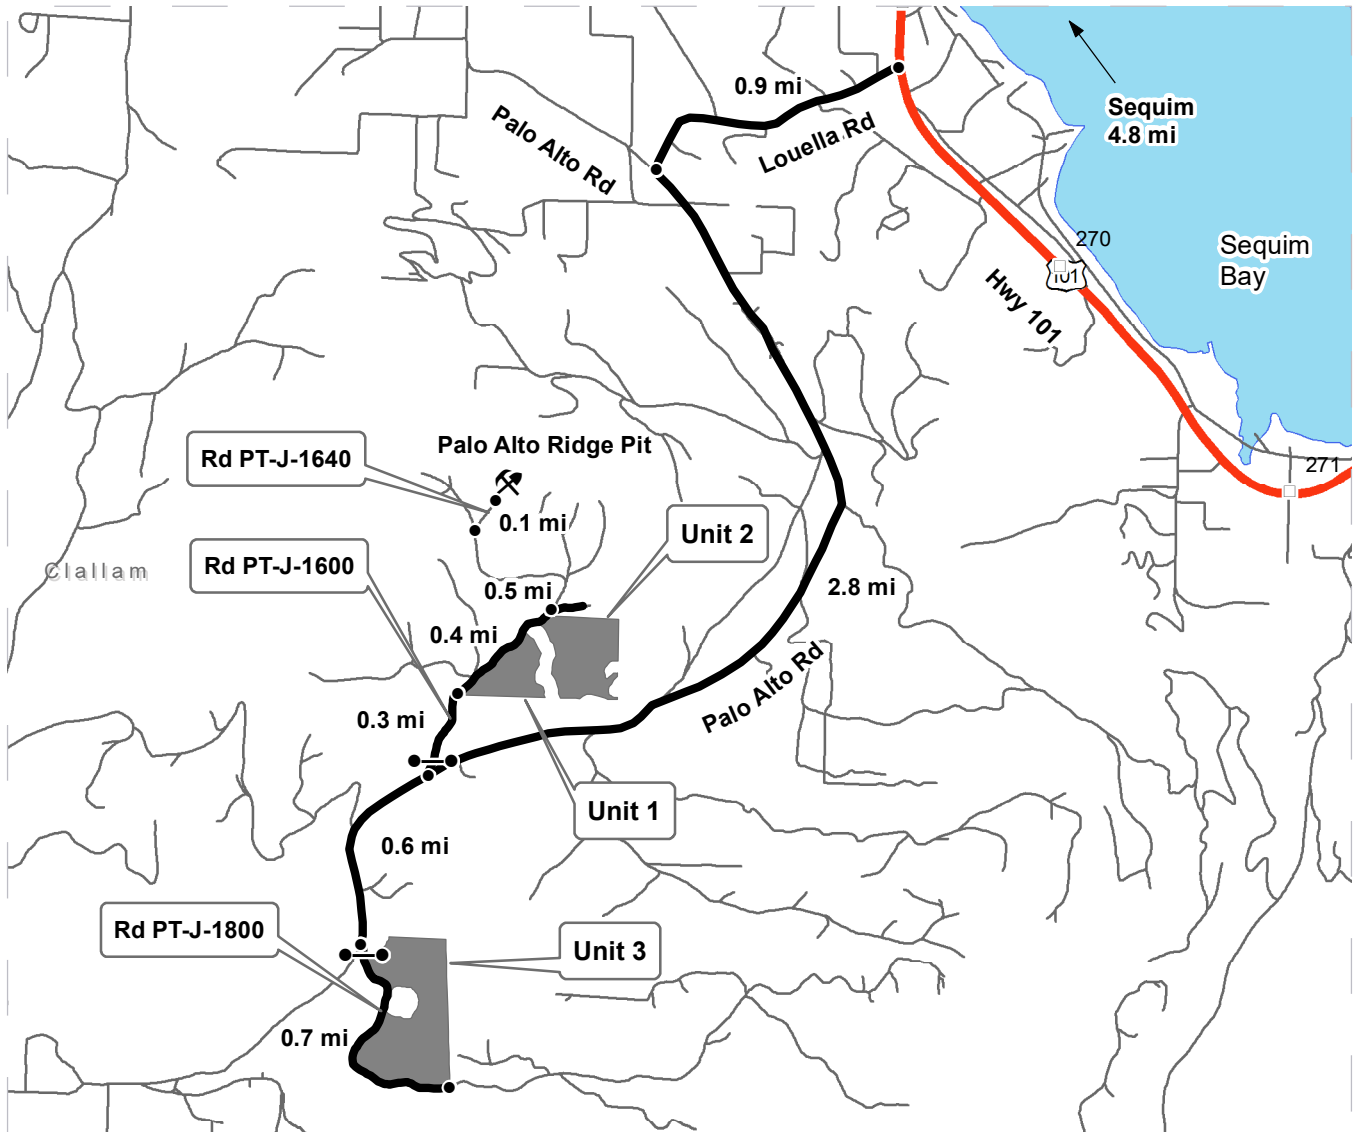 0.9 mi
Sequim
4.8 mi
Palo Alto Rd
Louella Rd
270
Sequim
Bay
101
Hwy 101
Rd PT-J-1640
Palo Alto Ridge Pit
271
0.1 mi
Unit 2
Rd PT-J-1600
Clallam
0.5 mi
2.8 mi
0.4 mi
Palo Alto Rd
0.3 mi
Unit 1
0.6 mi
Rd PT-J-1800
Unit 3
0.7 mi